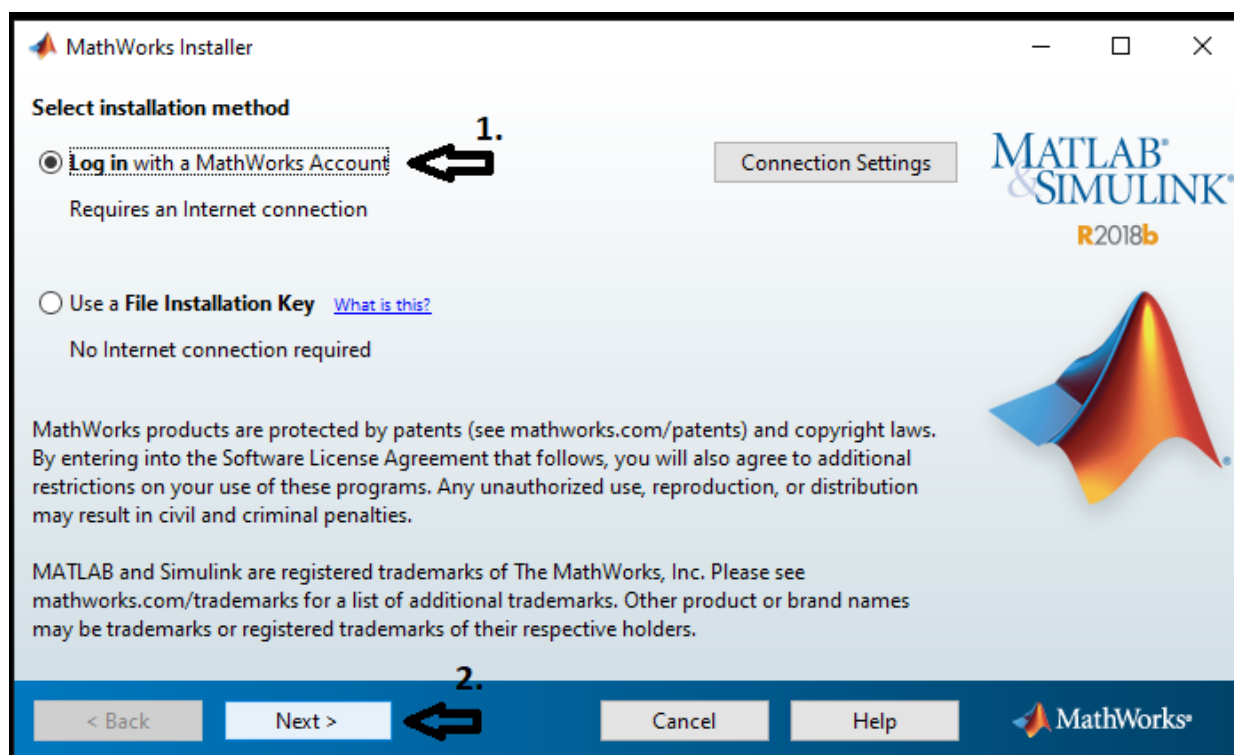 MathWorks Installer
Select installation method
1.
Log in with a MathWorks Account
Connection Settings
Requires an Internet connection
MATLAB®
&SIMULINK®
R2018b
Use a File Installation Key What is this?
No Internet connection required
MathWorks products are protected by patents (see mathworks.com/patents) and copyright laws.
By entering into the Software License Agreement that follows, you will also agree to additional
restrictions on your use of these programs. Any unauthorized use, reproduction, or distribution
may result in civil and criminal penalties.
MATLAB and Simulink are registered trademarks of The MathWorks, Inc. Please see
mathworks.com/trademarks for a list of additional trademarks. Other product or brand names
may be trademarks or registered trademarks of their respective holders.
2.
< Back Next > Cancel Help MathWorks®